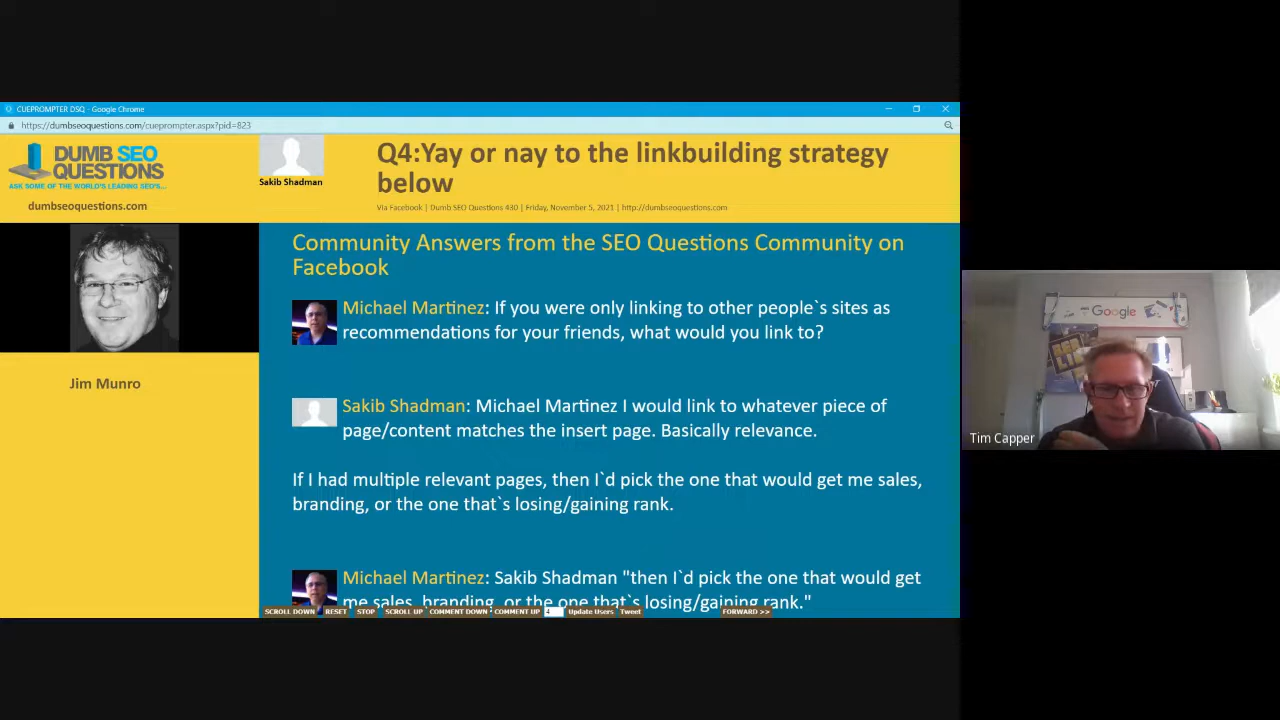 CUEPROMPTER DSQ - Google Chrome
https://dumbseoquestions.com/cueprompter.aspx?pid=823
DUMB SEO
QUESTIONS
ASK SOME OF THE WORLD'S LEADING SEO'S...
dumbseoquestions.com
Sakib Shadman
Q4:Yay or nay to the linkbuilding strategy
below
Via Facebook | Dumb SEO Questions 430 | Friday, November 5, 2021 | http://dumbseoquestions.com
Jim Munro
Community Answers from the SEO Questions Community on
Facebook
Michael Martinez: If you were only linking to other people`s sites as
recommendations for your friends, what would you link to?
Sakib Shadman: Michael Martinez I would link to whatever piece of
page/content matches the insert page. Basically relevance.
If I had multiple relevant pages, then I`d pick the one that would get me sales,
branding, or the one that`s losing/gaining rank.
Michael Martinez: Sakib Shadman "then I`d pick the one that would get
me sales, branding, or the one that`s losing/gaining rank."
SCROLL DOWN RESET STOP SCROLL UP COMMENT DOWN COMMENT UP 4 Update Users Tweet FORWARD >>
Google
Tim Capper